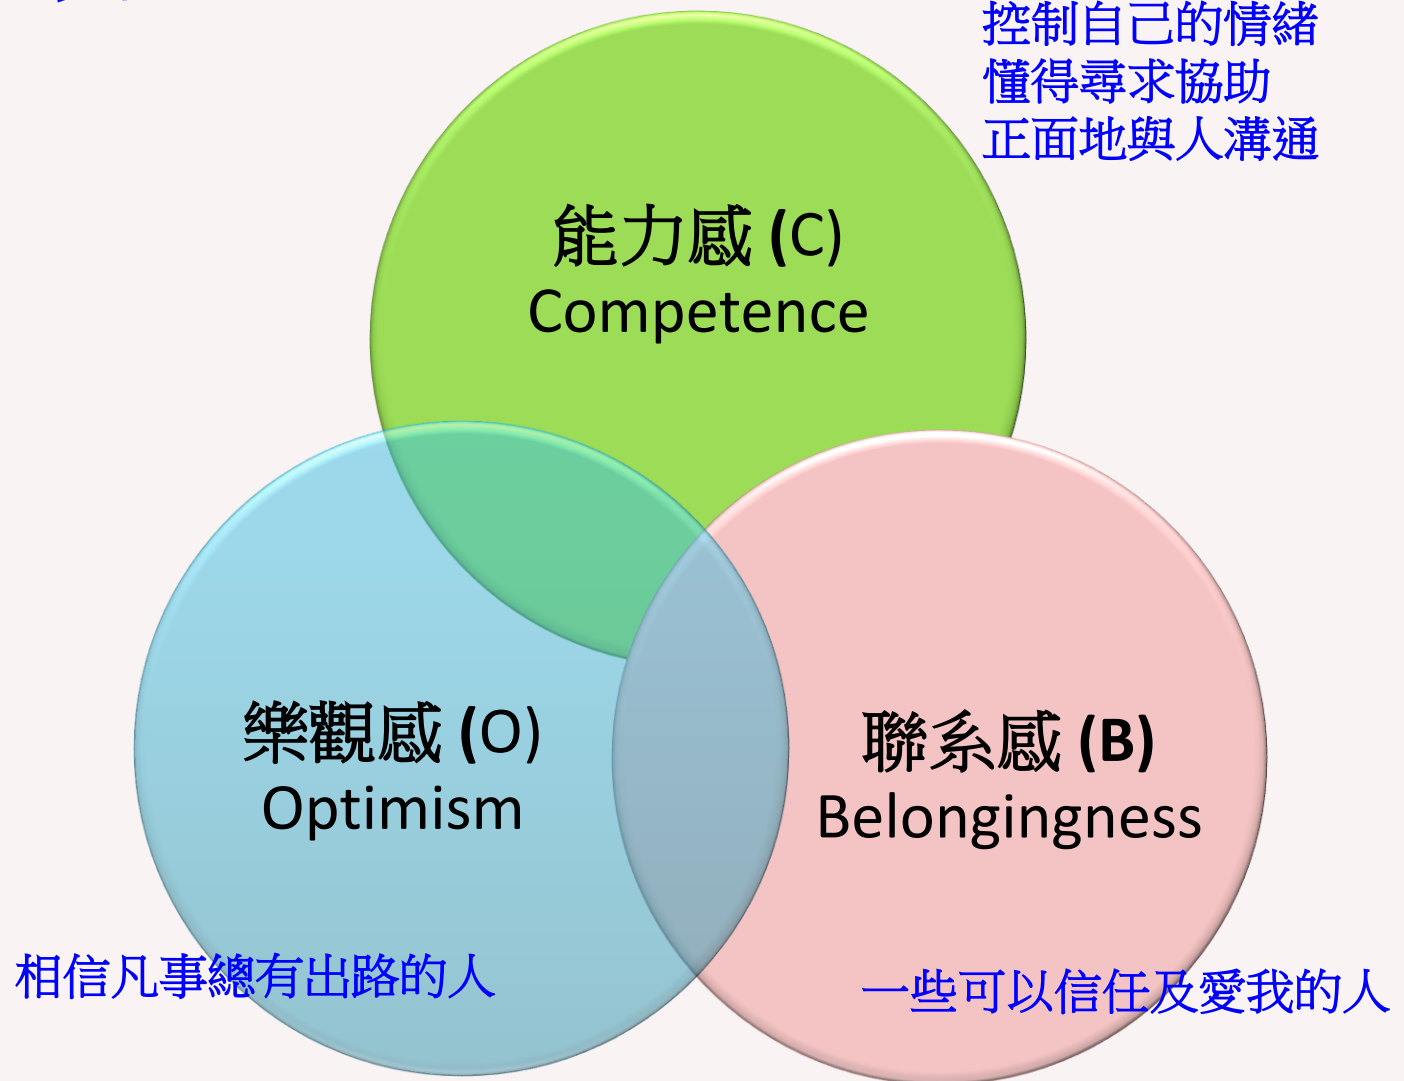 控制自己的情緒
懂得尋求協助
正面地與人溝通
能力感 (C)
Competence
樂觀感 (O)
Optimism
聯系感 (B)
Belongingness
相信凡事總有出路的人
一些可以信任及愛我的人